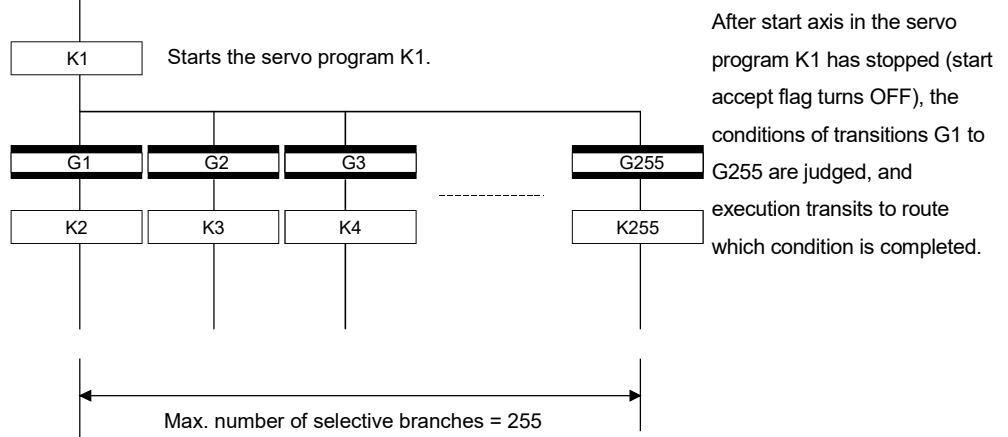 K1
Starts the servo program K1.
After start axis in the servo
program K1 has stopped (start
accept flag turns OFF), the
conditions of transitions G1 to
G255 are judged, and
execution transits to route
which condition is completed.
G1 G2 G3 G255
K2 K3 K4 K255
Max. number of selective branches = 255